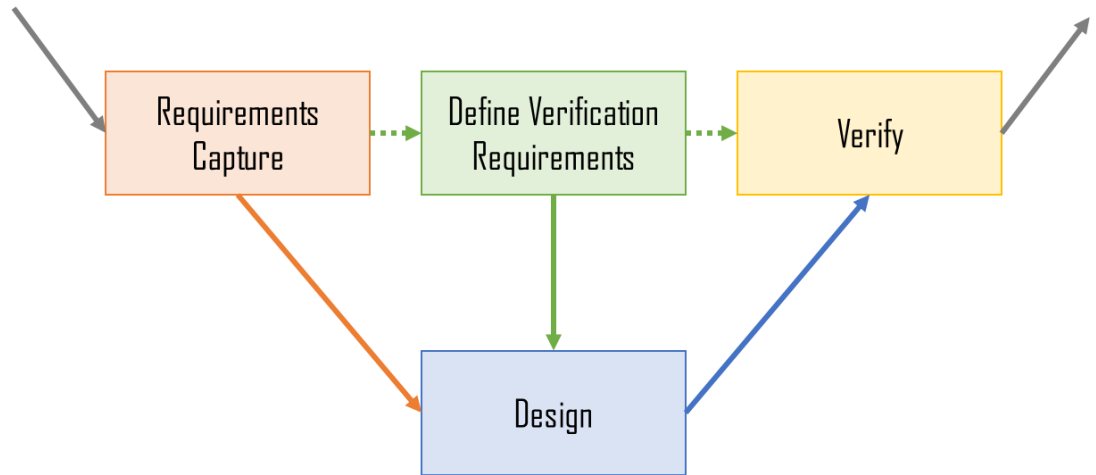 Requirements
Capture
Define Verification
Requirements
Verify
Design